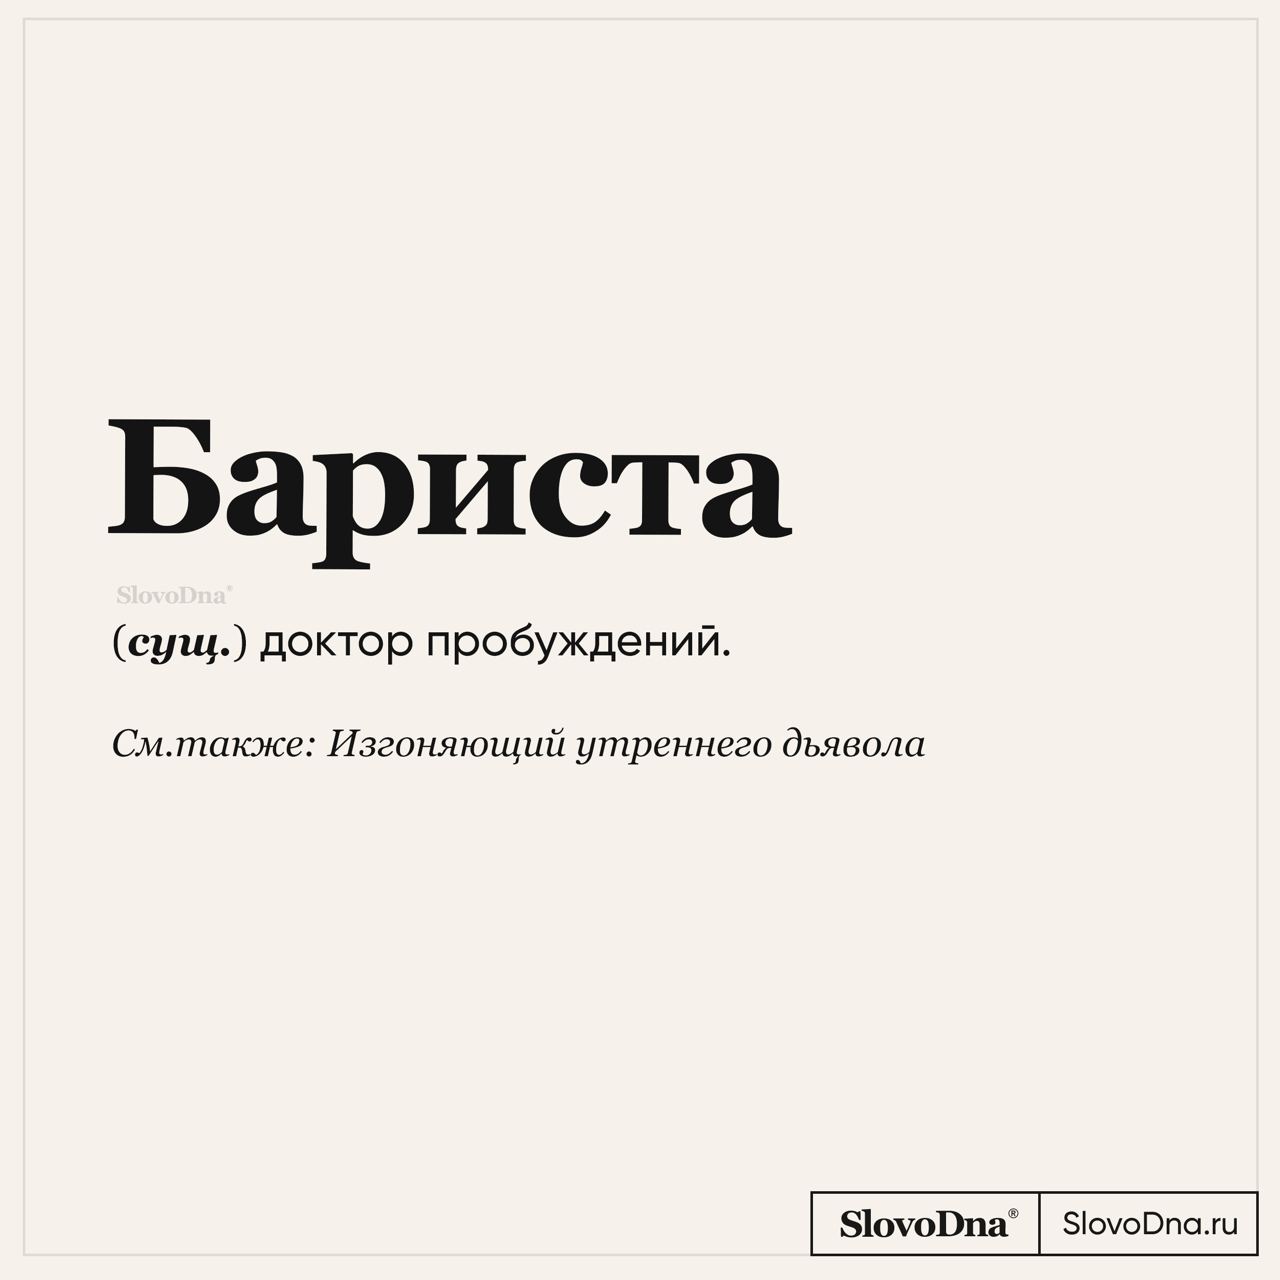 Бариста
SlovoDna®
(сущ.) доктор пробуждений.
См.также: Изгоняющий утреннего дьявола
SlovoDna® SlovoDna.ru